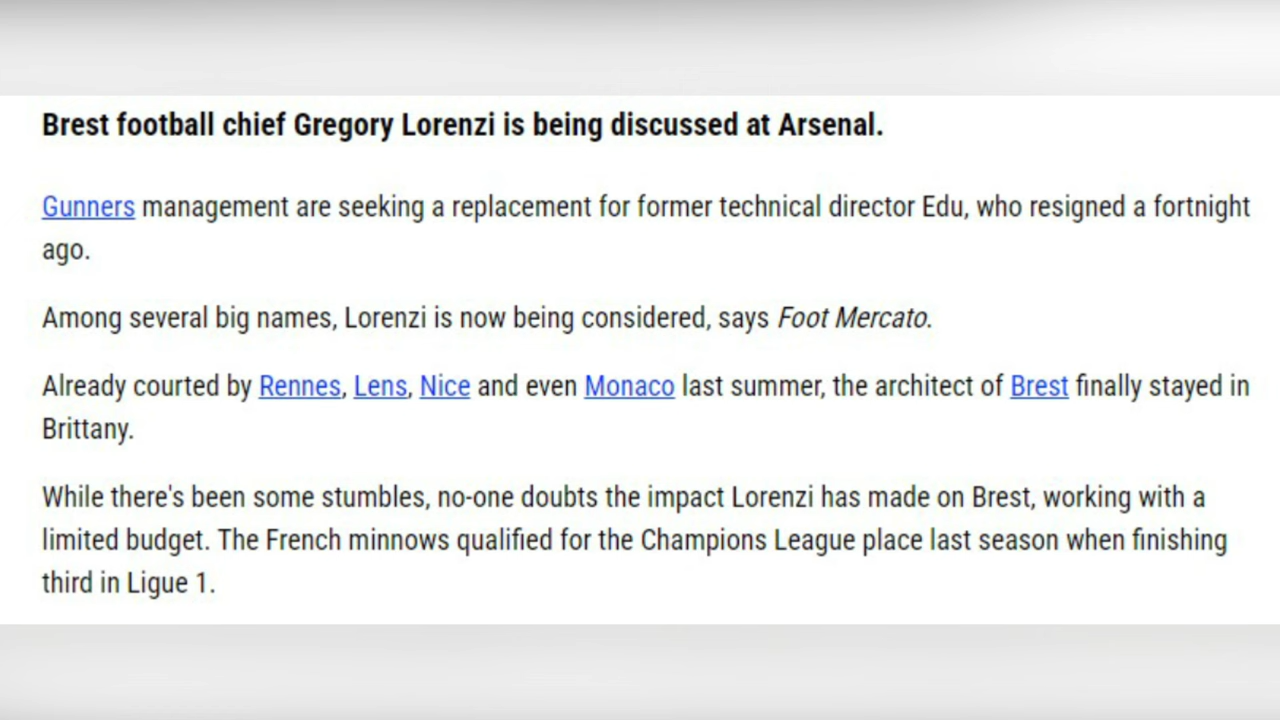 Brest football chief Gregory Lorenzi is being discussed at Arsenal.
Gunners management are seeking a replacement for former technical director Edu, who resigned a fortnight
ago.
Among several big names, Lorenzi is now being considered, says Foot Mercato.
Already courted by Rennes, Lens, Nice and even Monaco last summer, the architect of Brest finally stayed in
Brittany.
While there's been some stumbles, no-one doubts the impact Lorenzi has made on Brest, working with a
limited budget. The French minnows qualified for the Champions League place last season when finishing
third in Ligue 1.